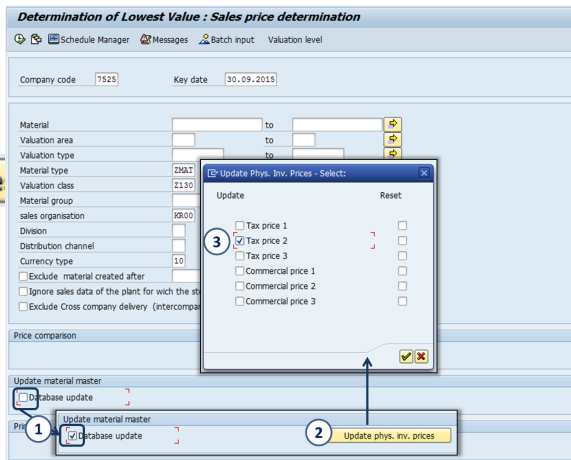 Determination of Lowest Value : Sales price determination
Schedule Manager Messages Batch input Valuation level
Company code 7525 Key date 30.09.2015
Material to
Valuation area to
Valuation type to
Material type ZMAT
Valuation class Z130
Material group
sales organisation KR00
Division
Distribution channel
Currency type 10
Exclude material created after
Ignore sales data of the plant for wich the
Exclude Cross company delivery
Update Phys. Inv. Prices - Select:
Update Reset
Tax price 1
3 Tax price 2
Tax price 3
Commercial price 1
Commercial price 2
Commercial price 3
Price comparison
Update material master
Database update
1
Update material master
Database update
2 Update phys. inv. prices